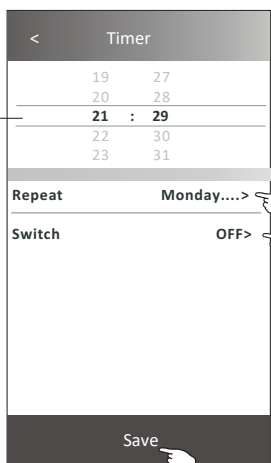 < Timer
19 27
20 28
21 : 29
22 30
23 31
Repeat Monday....>
Switch OFF>
Save